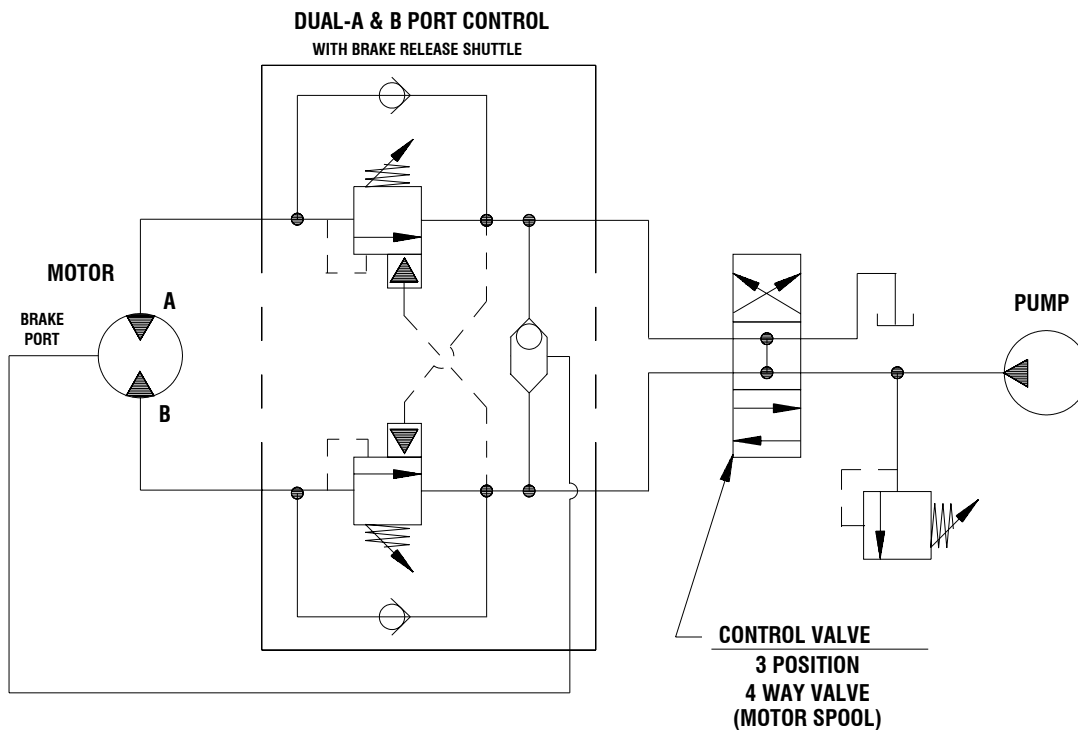 DUAL-A & B PORT CONTROL
WITH BRAKE RELEASE SHUTTLE
MOTOR
A
BRAKE
PORT
B
PUMP
CONTROL VALVE
3 POSITION
4 WAY VALVE
(MOTOR SPOOL)